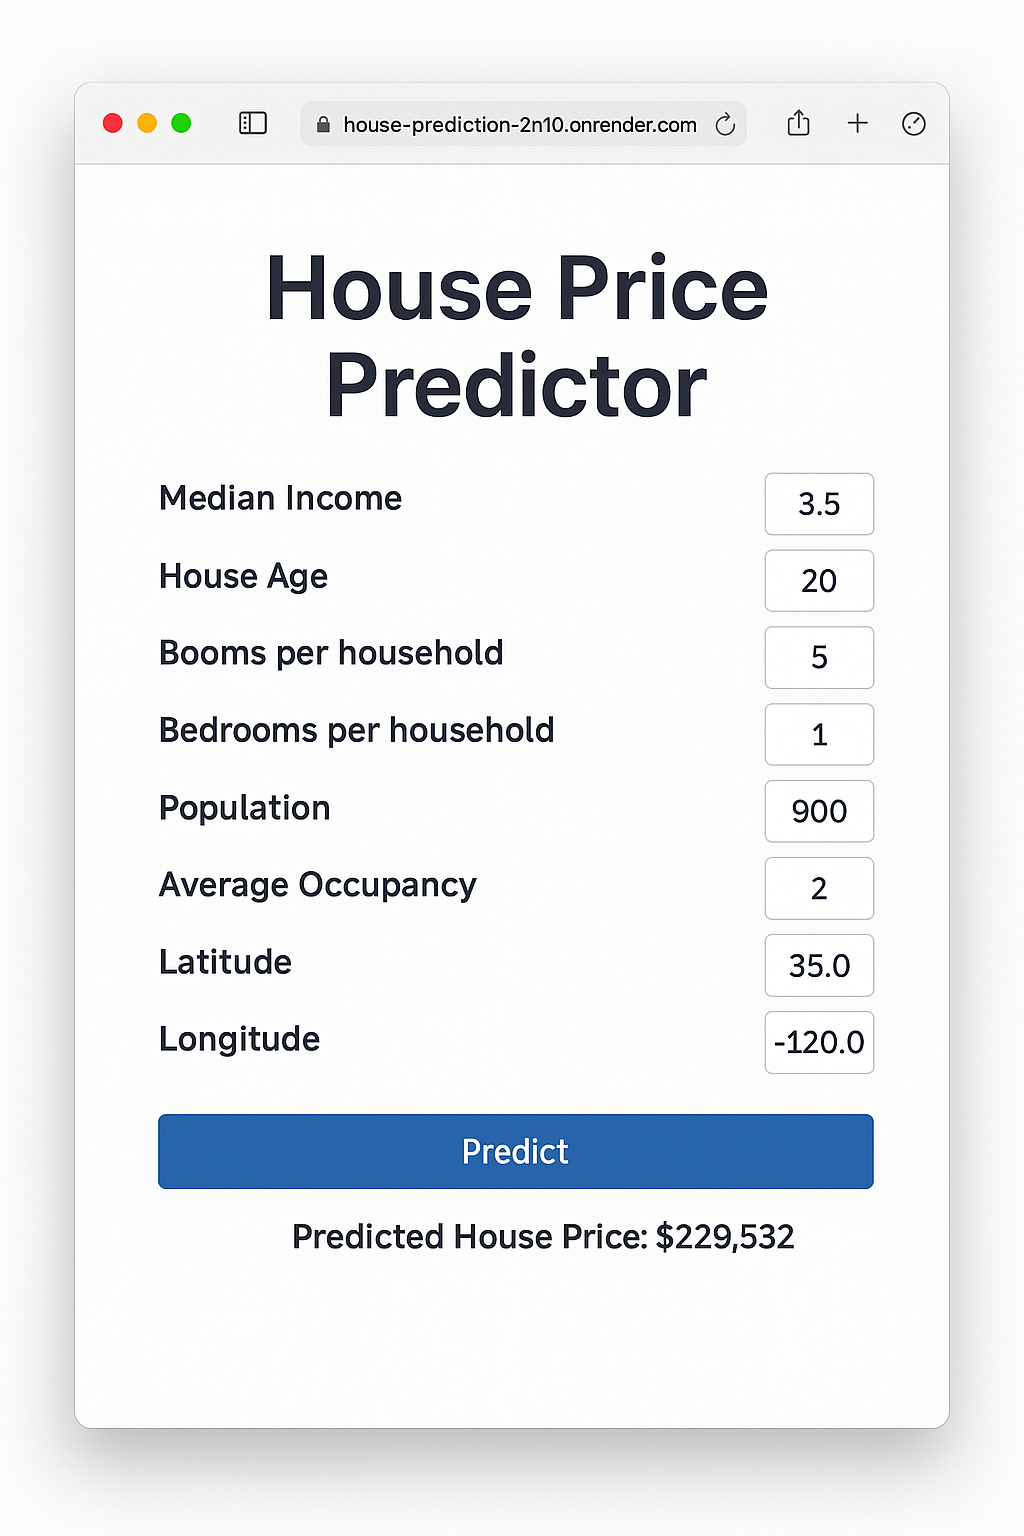 house-prediction-2n10.onrender.com
House Price
Predictor
Median Income 3.5
House Age 20
Booms per household 5
Bedrooms per household 1
Population 900
Average Occupancy 2
Latitude 35.0
Longitude -120.0
Predict
Predicted House Price: $229,532